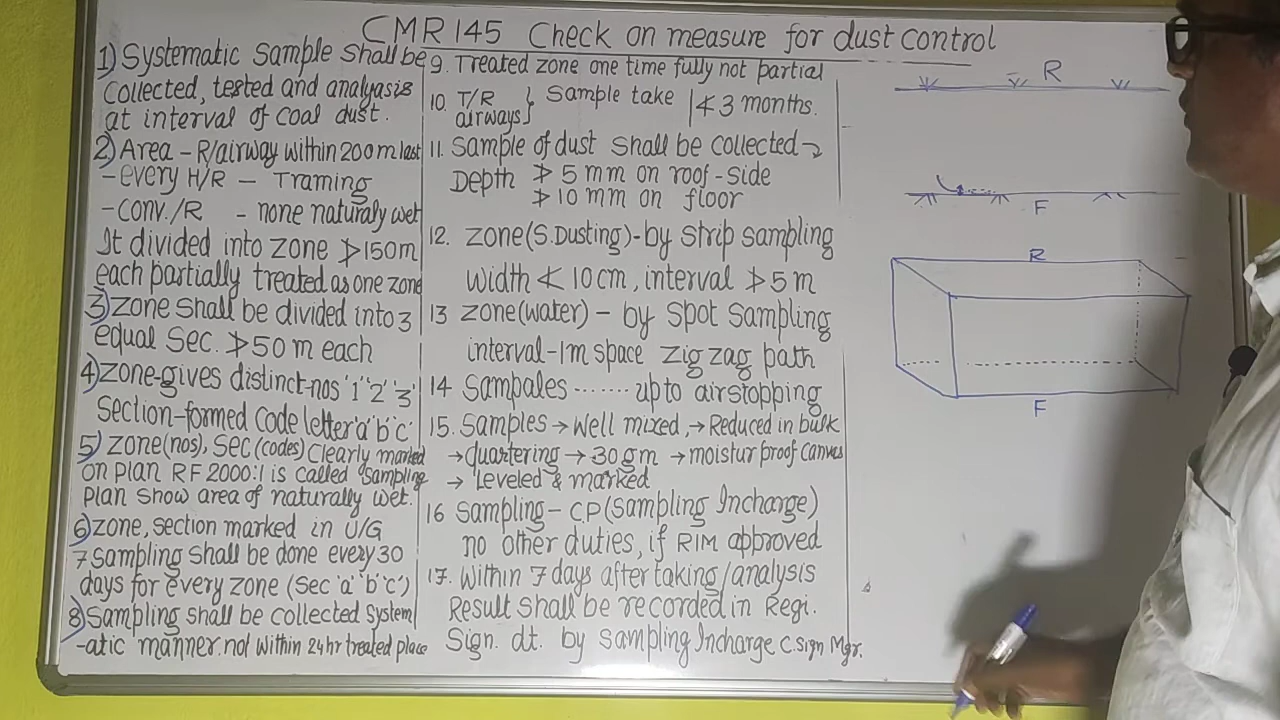 CMR 145 Check on measure for dust control
1) Systematic Sample Shall be
Collected, tested and analyasis
at interval of coal dust.
2) Area - R/airway within 200 m last
- every H/R - Traming
- conv./R - none naturaly wet
It divided into zone ≯ 150 m
each partially treated as one zone
3) zone shall be divided into 3
equal Sec. ≯ 50 m each
4) zone-gives distinct-nos '1' '2' '3'
Section-formed Code letter 'a' 'b' 'c'
5) zone(nos), Sec (codes) Clearly marked
on plan RF 2000:1 is called Sampling
plan show area of naturally wet.
6) zone, section marked in U/G
7 Sampling shall be done every 30
days for every zone (Sec 'a' 'b' 'c')
8) Sampling shall be collected System
-atic manner. not within 24 hr treated place
9. Treated zone one time fully not partial
10. T/R
airways } Sample take | ≮ 3 months.
11. Sample of dust shall be collected →
Depth ≯ 5 mm on roof - side
≯ 10 mm on floor
12. zone (S. Dusting) - by strip sampling
width ≮ 10 cm, interval ≯ 5 m
13 zone (water) - by spot sampling
interval - 1m space zig zag path
14 Sampales ....... up to airstopping
15. Samples → Well mixed, → Reduced in bulk
→ quartering → 30 gm → moistur proof canvas
→ Leveled & marked
16 Sampling - C.P (Sampling Incharge)
no other duties, if RIM approved
17. Within 7 days after taking/analysis
Result shall be recorded in Regi.
Sign. dt. by Sampling Incharge C. Sign Mgr.
R
F
R
F